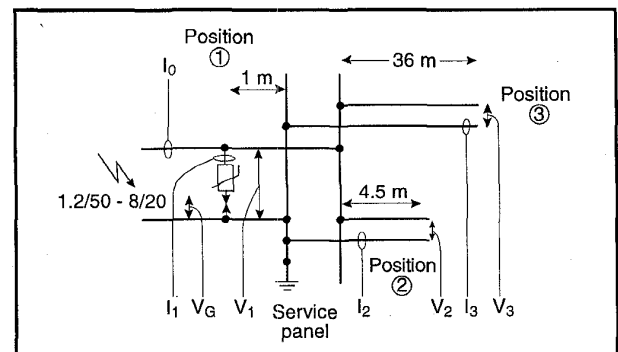 Position
①
1 m
36 m
I0
Position
③
1.2/50 - 8/20
4.5 m
Position
②
I1
VG
V1
Service
panel
I2
V2
I3
V3